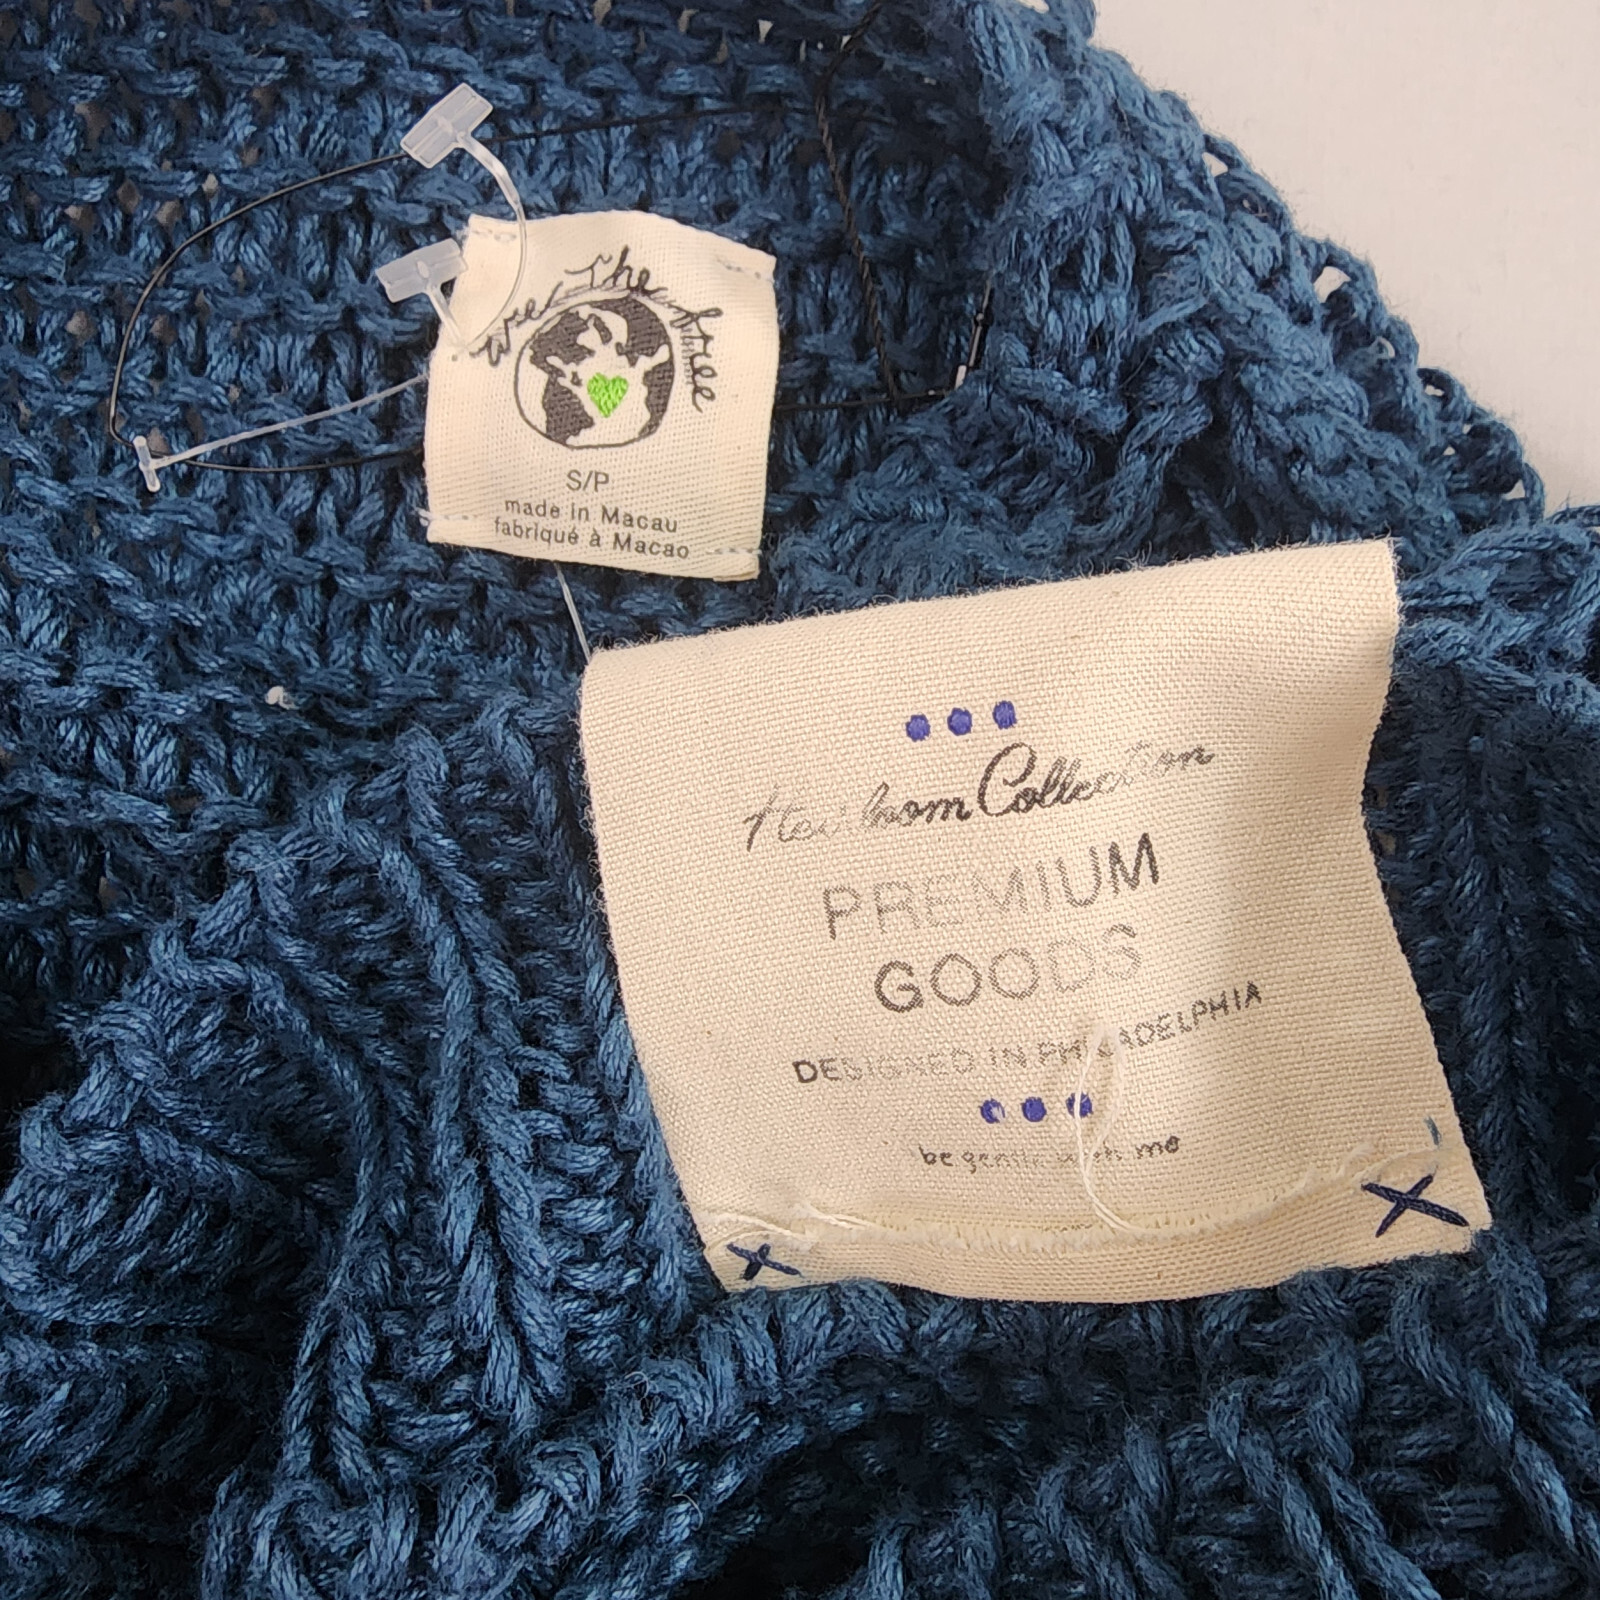 we the free
S/P
made in Macau
fabriqué à Macao
Heirloom Collection
PREMIUM
GOODS
DESIGNED IN PHILADELPHIA
be gentle with me